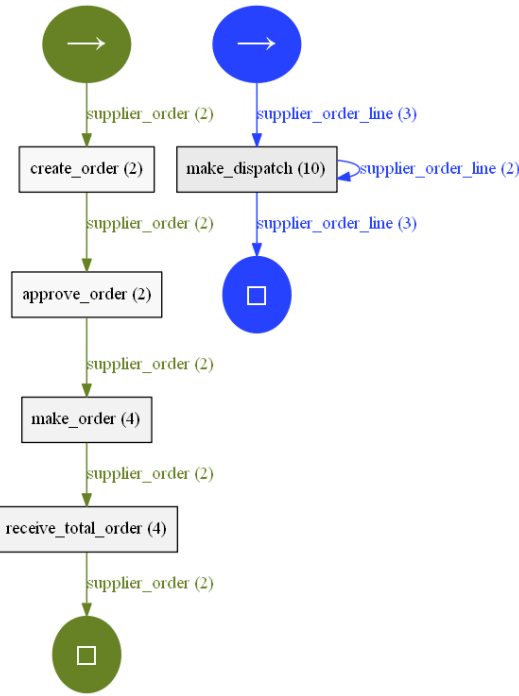 →
→
supplier_order (2)
supplier_order_line (3)
create_order (2)
make_dispatch (10)
supplier_order_line (2)
supplier_order (2)
supplier_order_line (3)
approve_order (2)
supplier_order (2)
make_order (4)
supplier_order (2)
receive_total_order (4)
supplier_order (2)